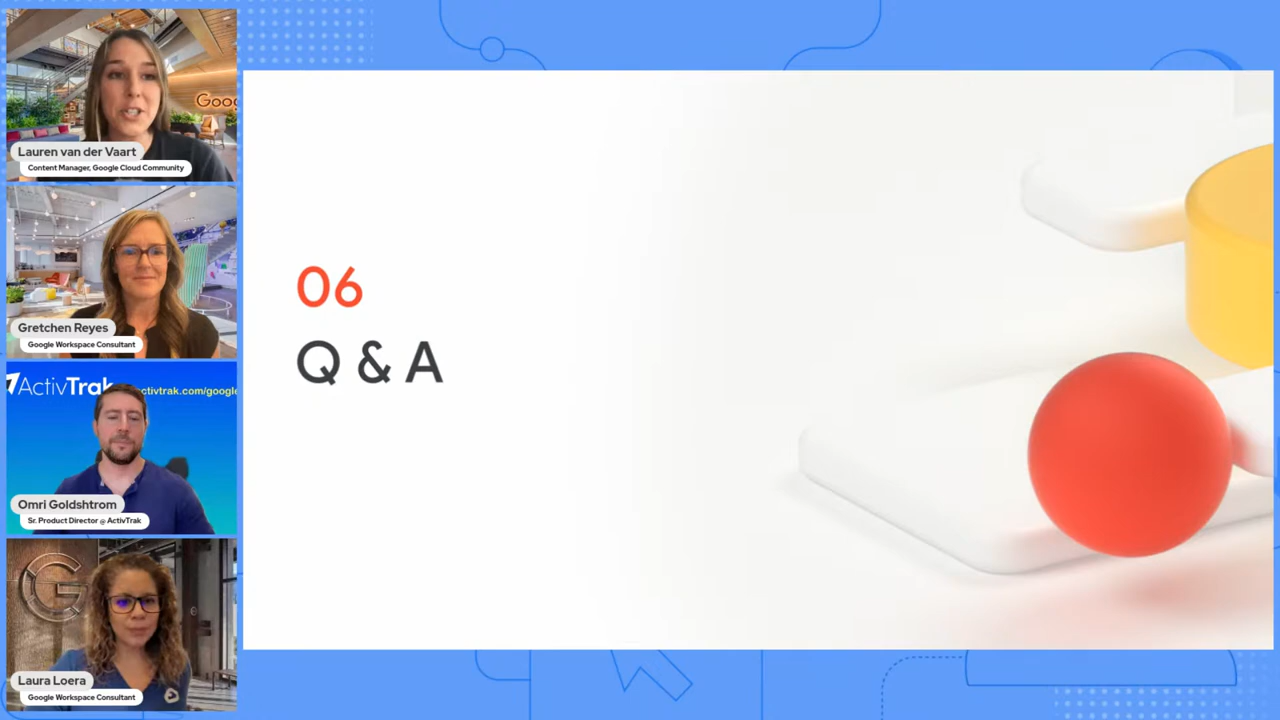 Goog
Lauren van der Vaart
Content Manager, Google Cloud Community
Gretchen Reyes
Google Workspace Consultant
ActivTrak
activtrak.com/google
Omri Goldshtrom
Sr. Product Director @ ActivTrak
G
Laura Loera
Google Workspace Consultant
06
Q & A